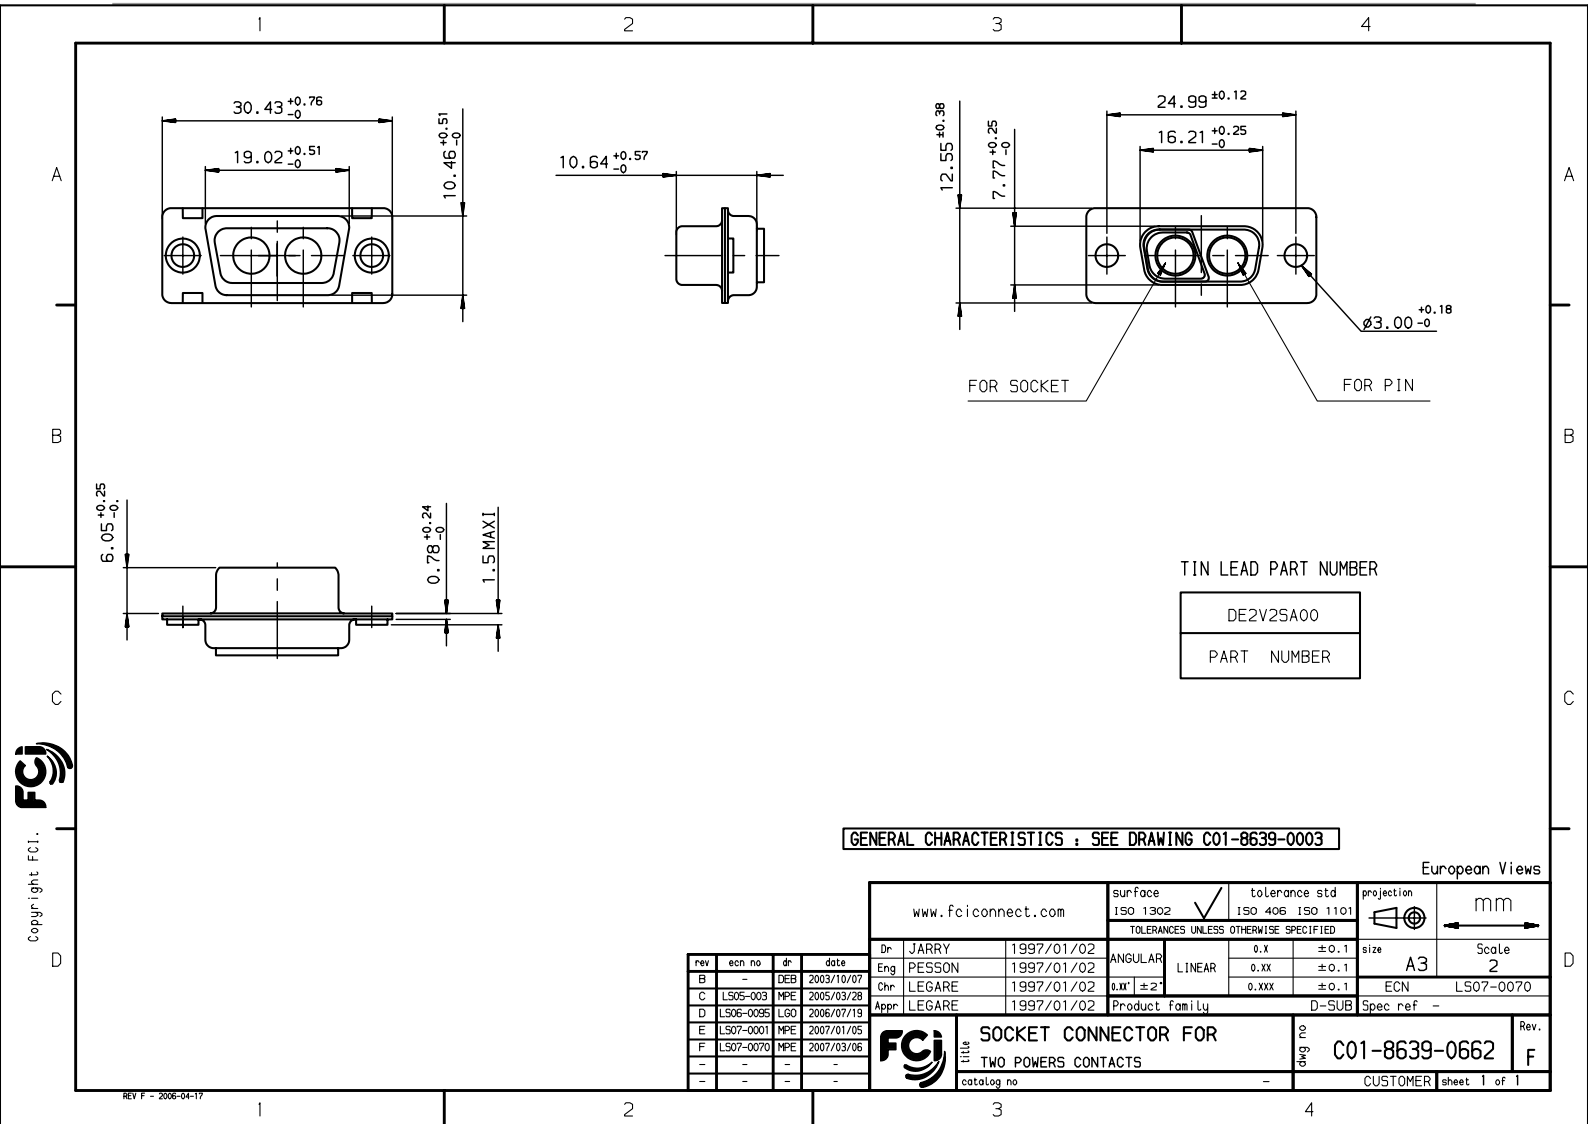 1 2 3 4
A A
B B
C C
D D
30.43 +0.76 -0
19.02 +0.51 -0
10.46 +0.51 -0
10.64 +0.57 -0
12.55 ±0.38
7.77 +0.25 -0
24.99 ±0.12
16.21 +0.25 -0
ø3.00 +0.18 -0
FOR SOCKET
FOR PIN
6.05 +0.25 -0.
0.78 +0.24 -0
1.5 MAXI
TIN LEAD PART NUMBER
DE2V2SA00
PART NUMBER
FCi
Copyright FCI.
GENERAL CHARACTERISTICS : SEE DRAWING C01-8639-0003
European Views
www.fciconnect.com
surface
ISO 1302
tolerance std
ISO 406 ISO 1101
projection
mm
TOLERANCES UNLESS OTHERWISE SPECIFIED
Dr JARRY 1997/01/02
Eng PESSON 1997/01/02
Chr LEGARE 1997/01/02
Appr LEGARE 1997/01/02
ANGULAR
0.XX° ±2°
LINEAR
0.X ±0.1
0.XX ±0.1
0.XXX ±0.1
size A3
Scale 2
ECN LS07-0070
Product family D-SUB
Spec ref -
rev ecn no dr date
B - DEB 2003/10/07
C LS05-003 MPE 2005/03/28
D LS06-0095 LGO 2006/07/19
E LS07-0001 MPE 2007/01/05
F LS07-0070 MPE 2007/03/06
- - - -
- - - -
FCi
title
SOCKET CONNECTOR FOR
TWO POWERS CONTACTS
dwg no
C01-8639-0662
Rev.
F
catalog no -
CUSTOMER
sheet 1 of 1
REV F - 2006-04-17
1 2 3 4